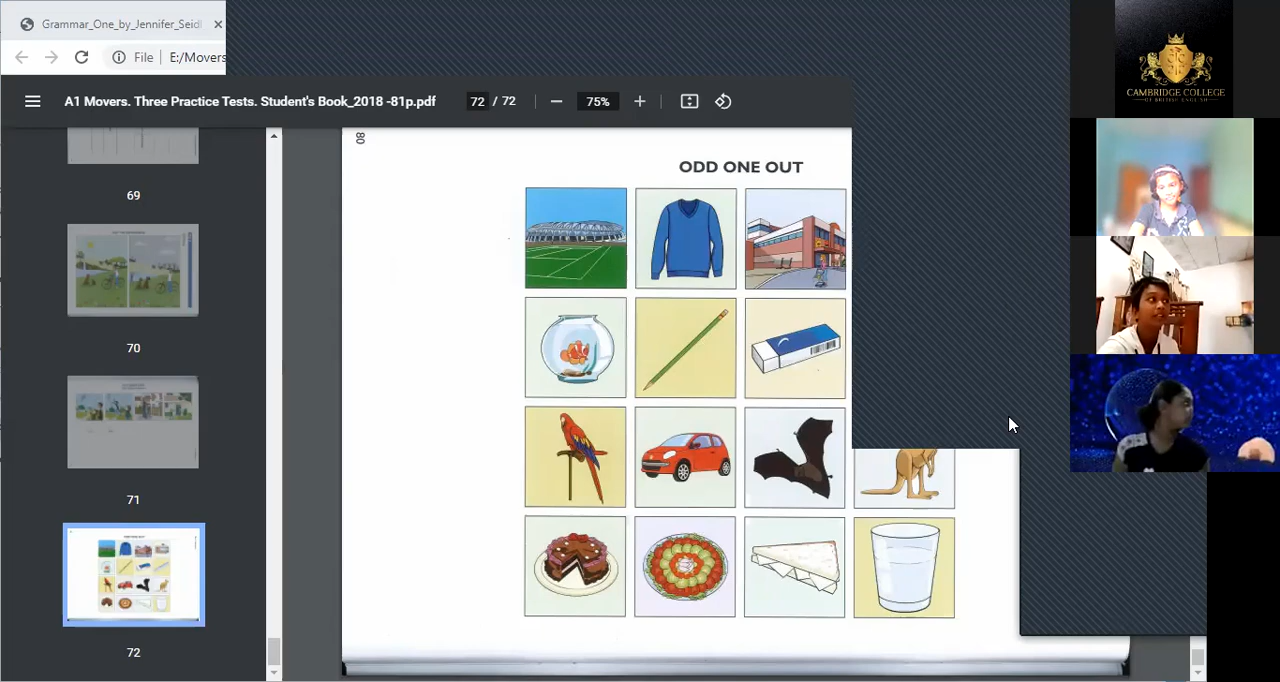 Grammar_One_by_Jennifer_Seidl
File
E:/Movers
A1 Movers. Three Practice Tests. Student's Book_2018 -81p.pdf
72 / 72
75%
CAMBRIDGE COLLEGE
OF BRITISH ENGLISH
80
ODD ONE OUT
69
70
71
72